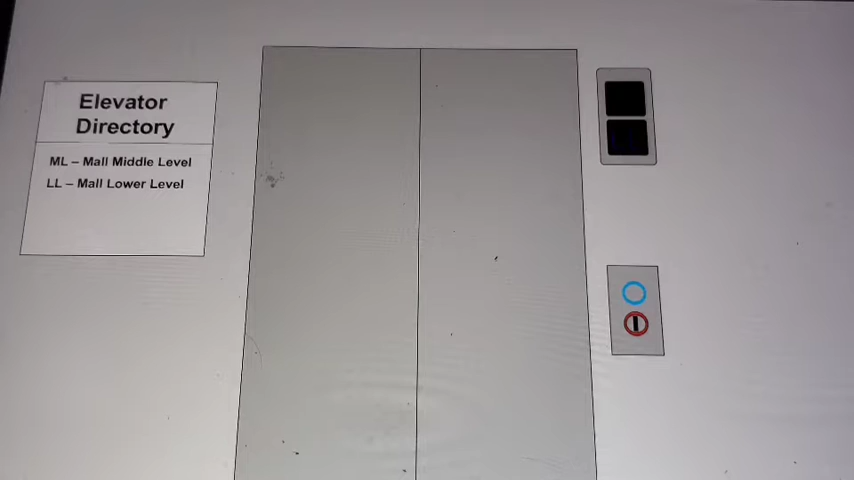 Elevator
Directory
ML – Mall Middle Level
LL – Mall Lower Level